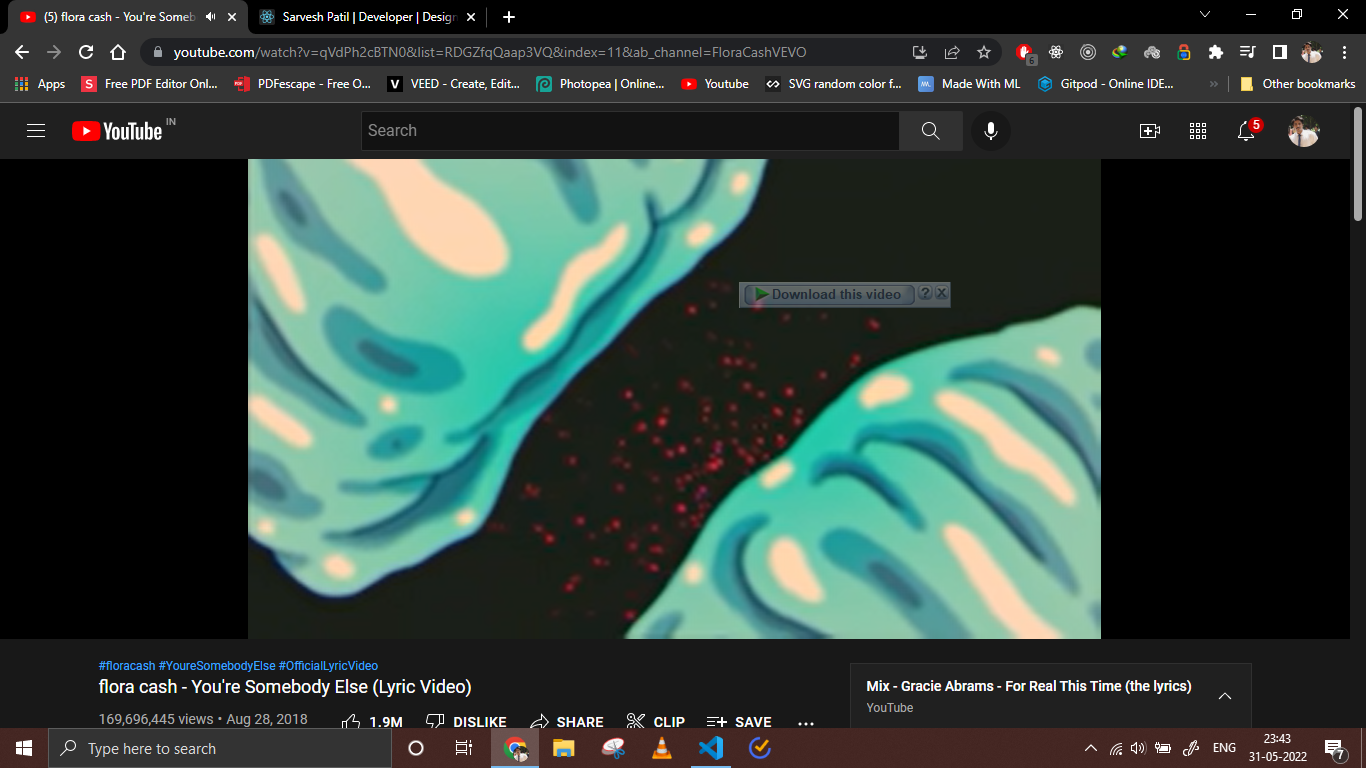 (5) flora cash - You're Someb
Sarvesh Patil | Developer | Design
youtube.com/watch?v=qVdPh2cBTN0&list=RDGZfqQaap3VQ&index=11&ab_channel=FloraCashVEVO
6
Apps
S Free PDF Editor Onl...
PDFescape - Free O...
V VEED - Create, Edit...
Photopea | Online...
Youtube
SVG random color f...
Made With ML
Gitpod - Online IDE...
»
Other bookmarks
YouTube IN
Search
5
Download this video ? X
#floracash #YoureSomebodyElse #OfficialLyricVideo
flora cash - You're Somebody Else (Lyric Video)
169,696,445 views • Aug 28, 2018
1.9M
DISLIKE
SHARE
CLIP
SAVE
...
Mix - Gracie Abrams - For Real This Time (the lyrics)
YouTube
Type here to search
ENG
23:43
31-05-2022
7